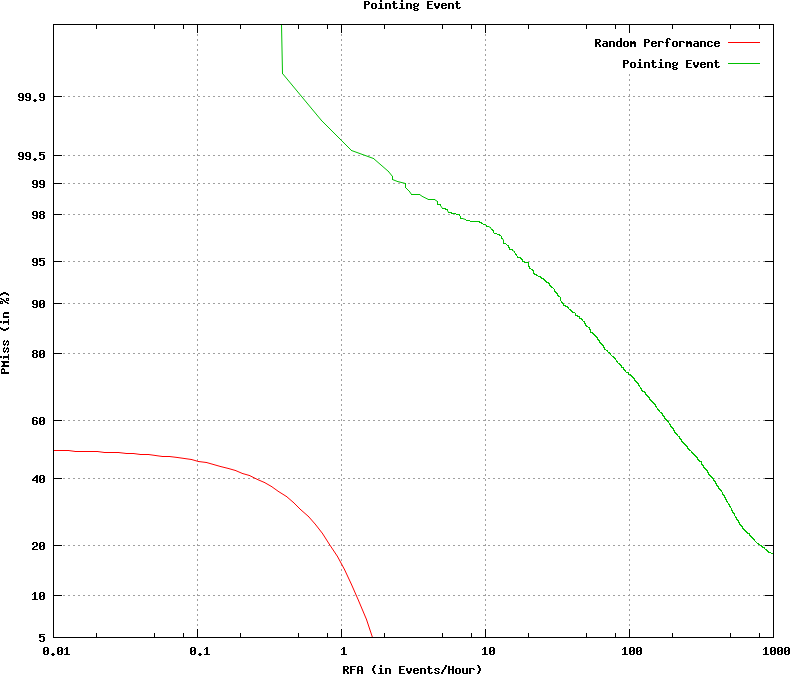 Pointing Event
Random Performance
Pointing Event
99.9
99.5
99
98
95
90
80
60
40
20
10
5
PMiss (in %)
0.01 0.1 1 10 100 1000
RFA (in Events/Hour)